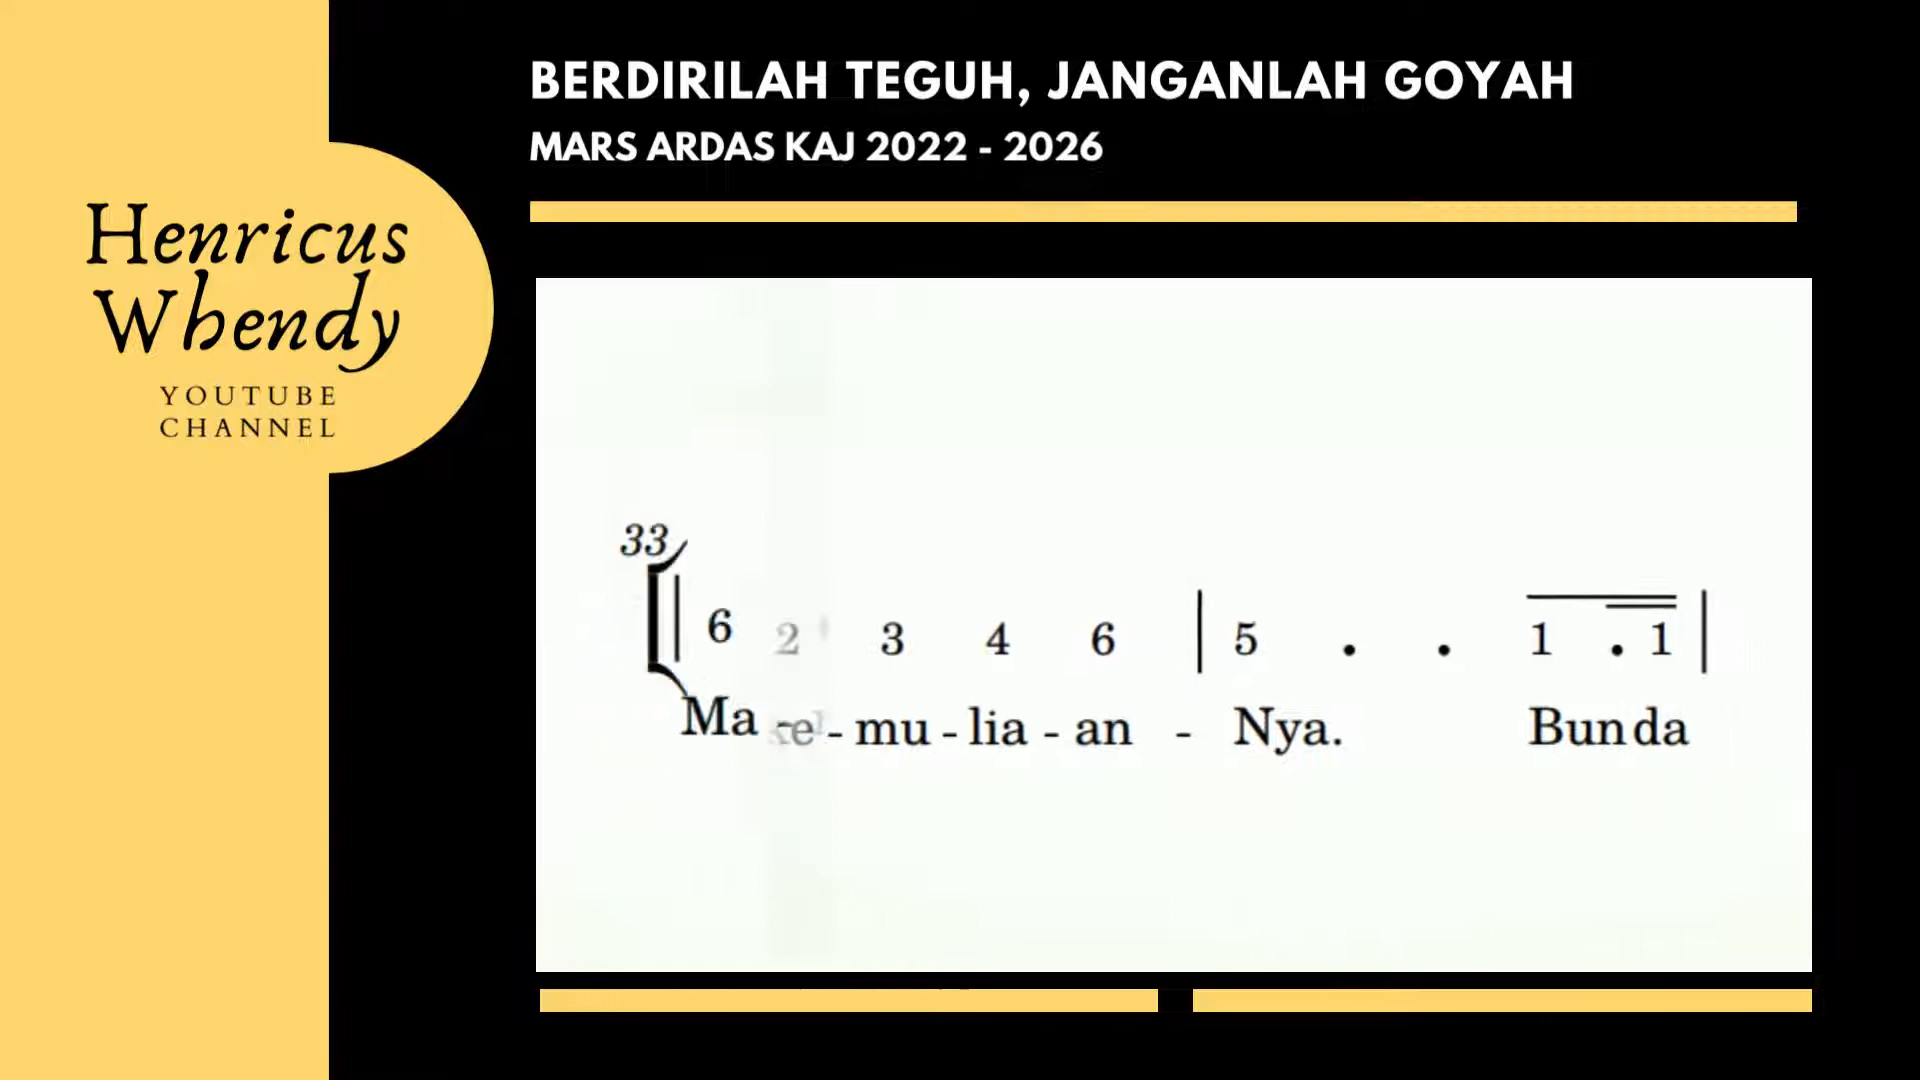 BERDIRILAH TEGUH, JANGANLAH GOYAH
MARS ARDAS KAJ 2022 - 2026
Henricus
Whendy
YOUTUBE
CHANNEL
33
6 2 3 4 6 | 5 . . 1 . 1 |
Ma - mu - lia - an - Nya. Bunda